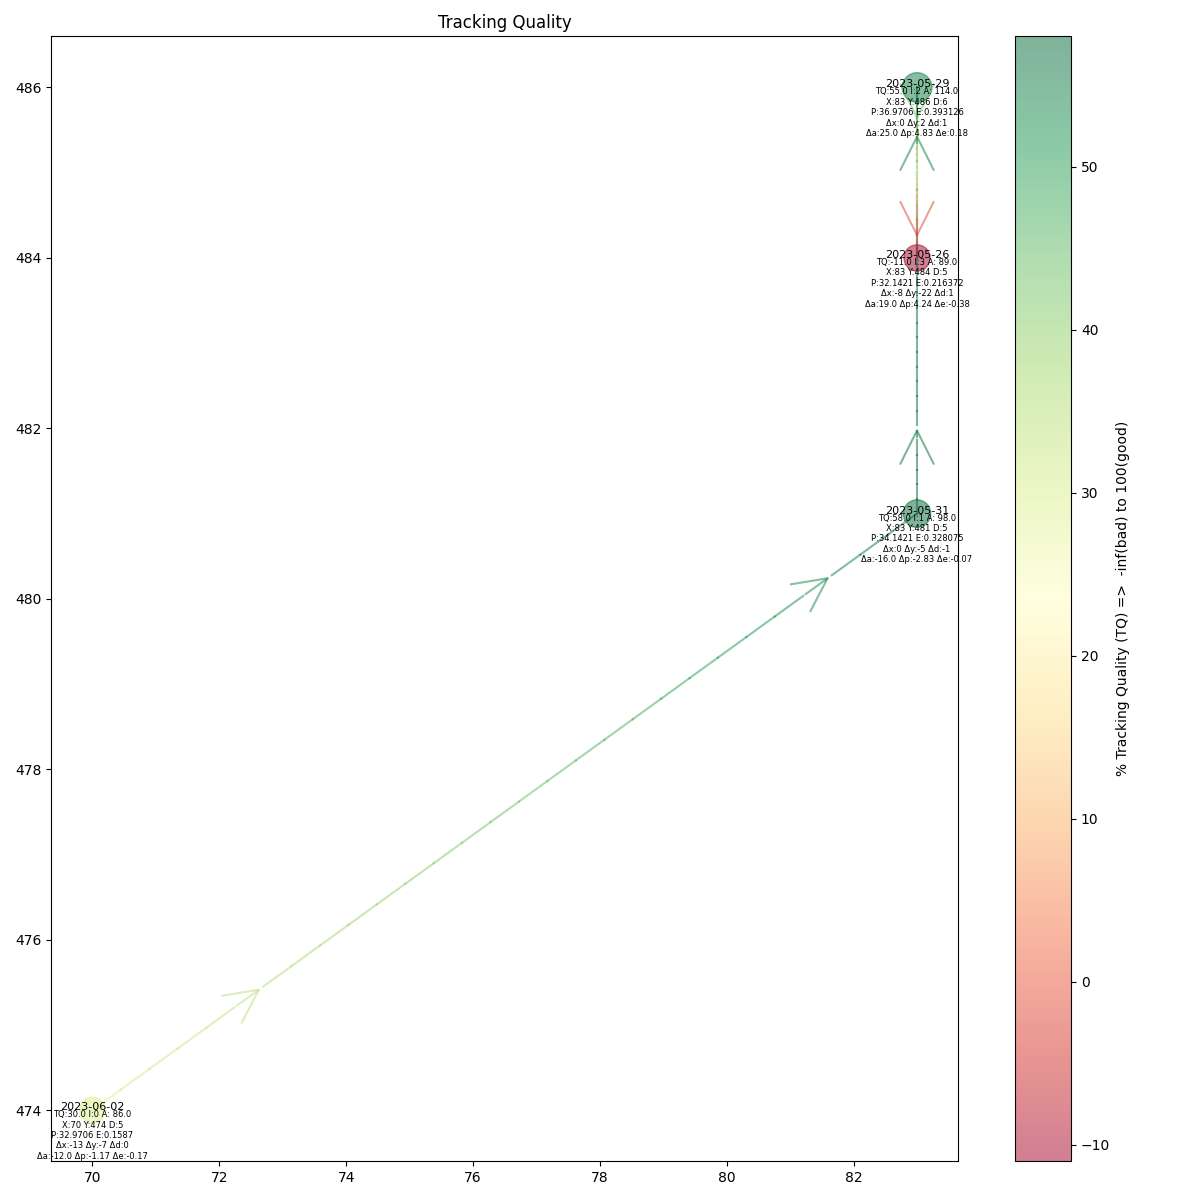 Tracking Quality
486
484
482
480
478
476
474
70
72
74
76
78
80
82
2023-05-29
TQ:55.0 I:2 A: 114.0
X:83 Y:486 D:6
P:36.9706 E:0.393126
Δx:0 Δy:2 Δd:1
Δa:25.0 Δp:4.83 Δe:0.18
2023-05-26
TQ:-11.0 I:3 A: 89.0
X:83 Y:484 D:5
P:32.1421 E:0.216372
Δx:-8 Δy:-22 Δd:1
Δa:19.0 Δp:4.24 Δe:-0.38
2023-05-31
TQ:58.0 I:1 A: 98.0
X:83 Y:481 D:5
P:34.1421 E:0.328075
Δx:0 Δy:-5 Δd:-1
Δa:-16.0 Δp:-2.83 Δe:-0.07
2023-06-02
TQ:30.0 I:0 A: 86.0
X:70 Y:474 D:5
P:32.9706 E:0.1587
Δx:-13 Δy:-7 Δd:0
Δa:-12.0 Δp:-1.17 Δe:-0.17
50
40
30
20
10
0
−10
% Tracking Quality (TQ) => -inf(bad) to 100(good)